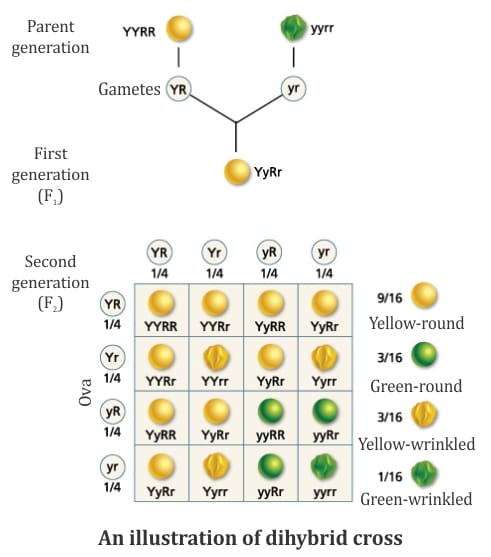 Parent
generation
YYRR
yyrr
Gametes
YR
yr
First
generation
(F₁)
YyRr
Second
generation
(F₂)
YR
Yr
yR
yr
1/4
1/4
1/4
1/4
Ova
YR
1/4
YYRR
YYRr
YyRR
YyRr
Yr
1/4
YYRr
YYrr
YyRr
Yyrr
yR
1/4
YyRR
YyRr
yyRR
yyRr
yr
1/4
YyRr
Yyrr
yyRr
yyrr
9/16
Yellow-round
3/16
Green-round
3/16
Yellow-wrinkled
1/16
Green-wrinkled
An illustration of dihybrid cross